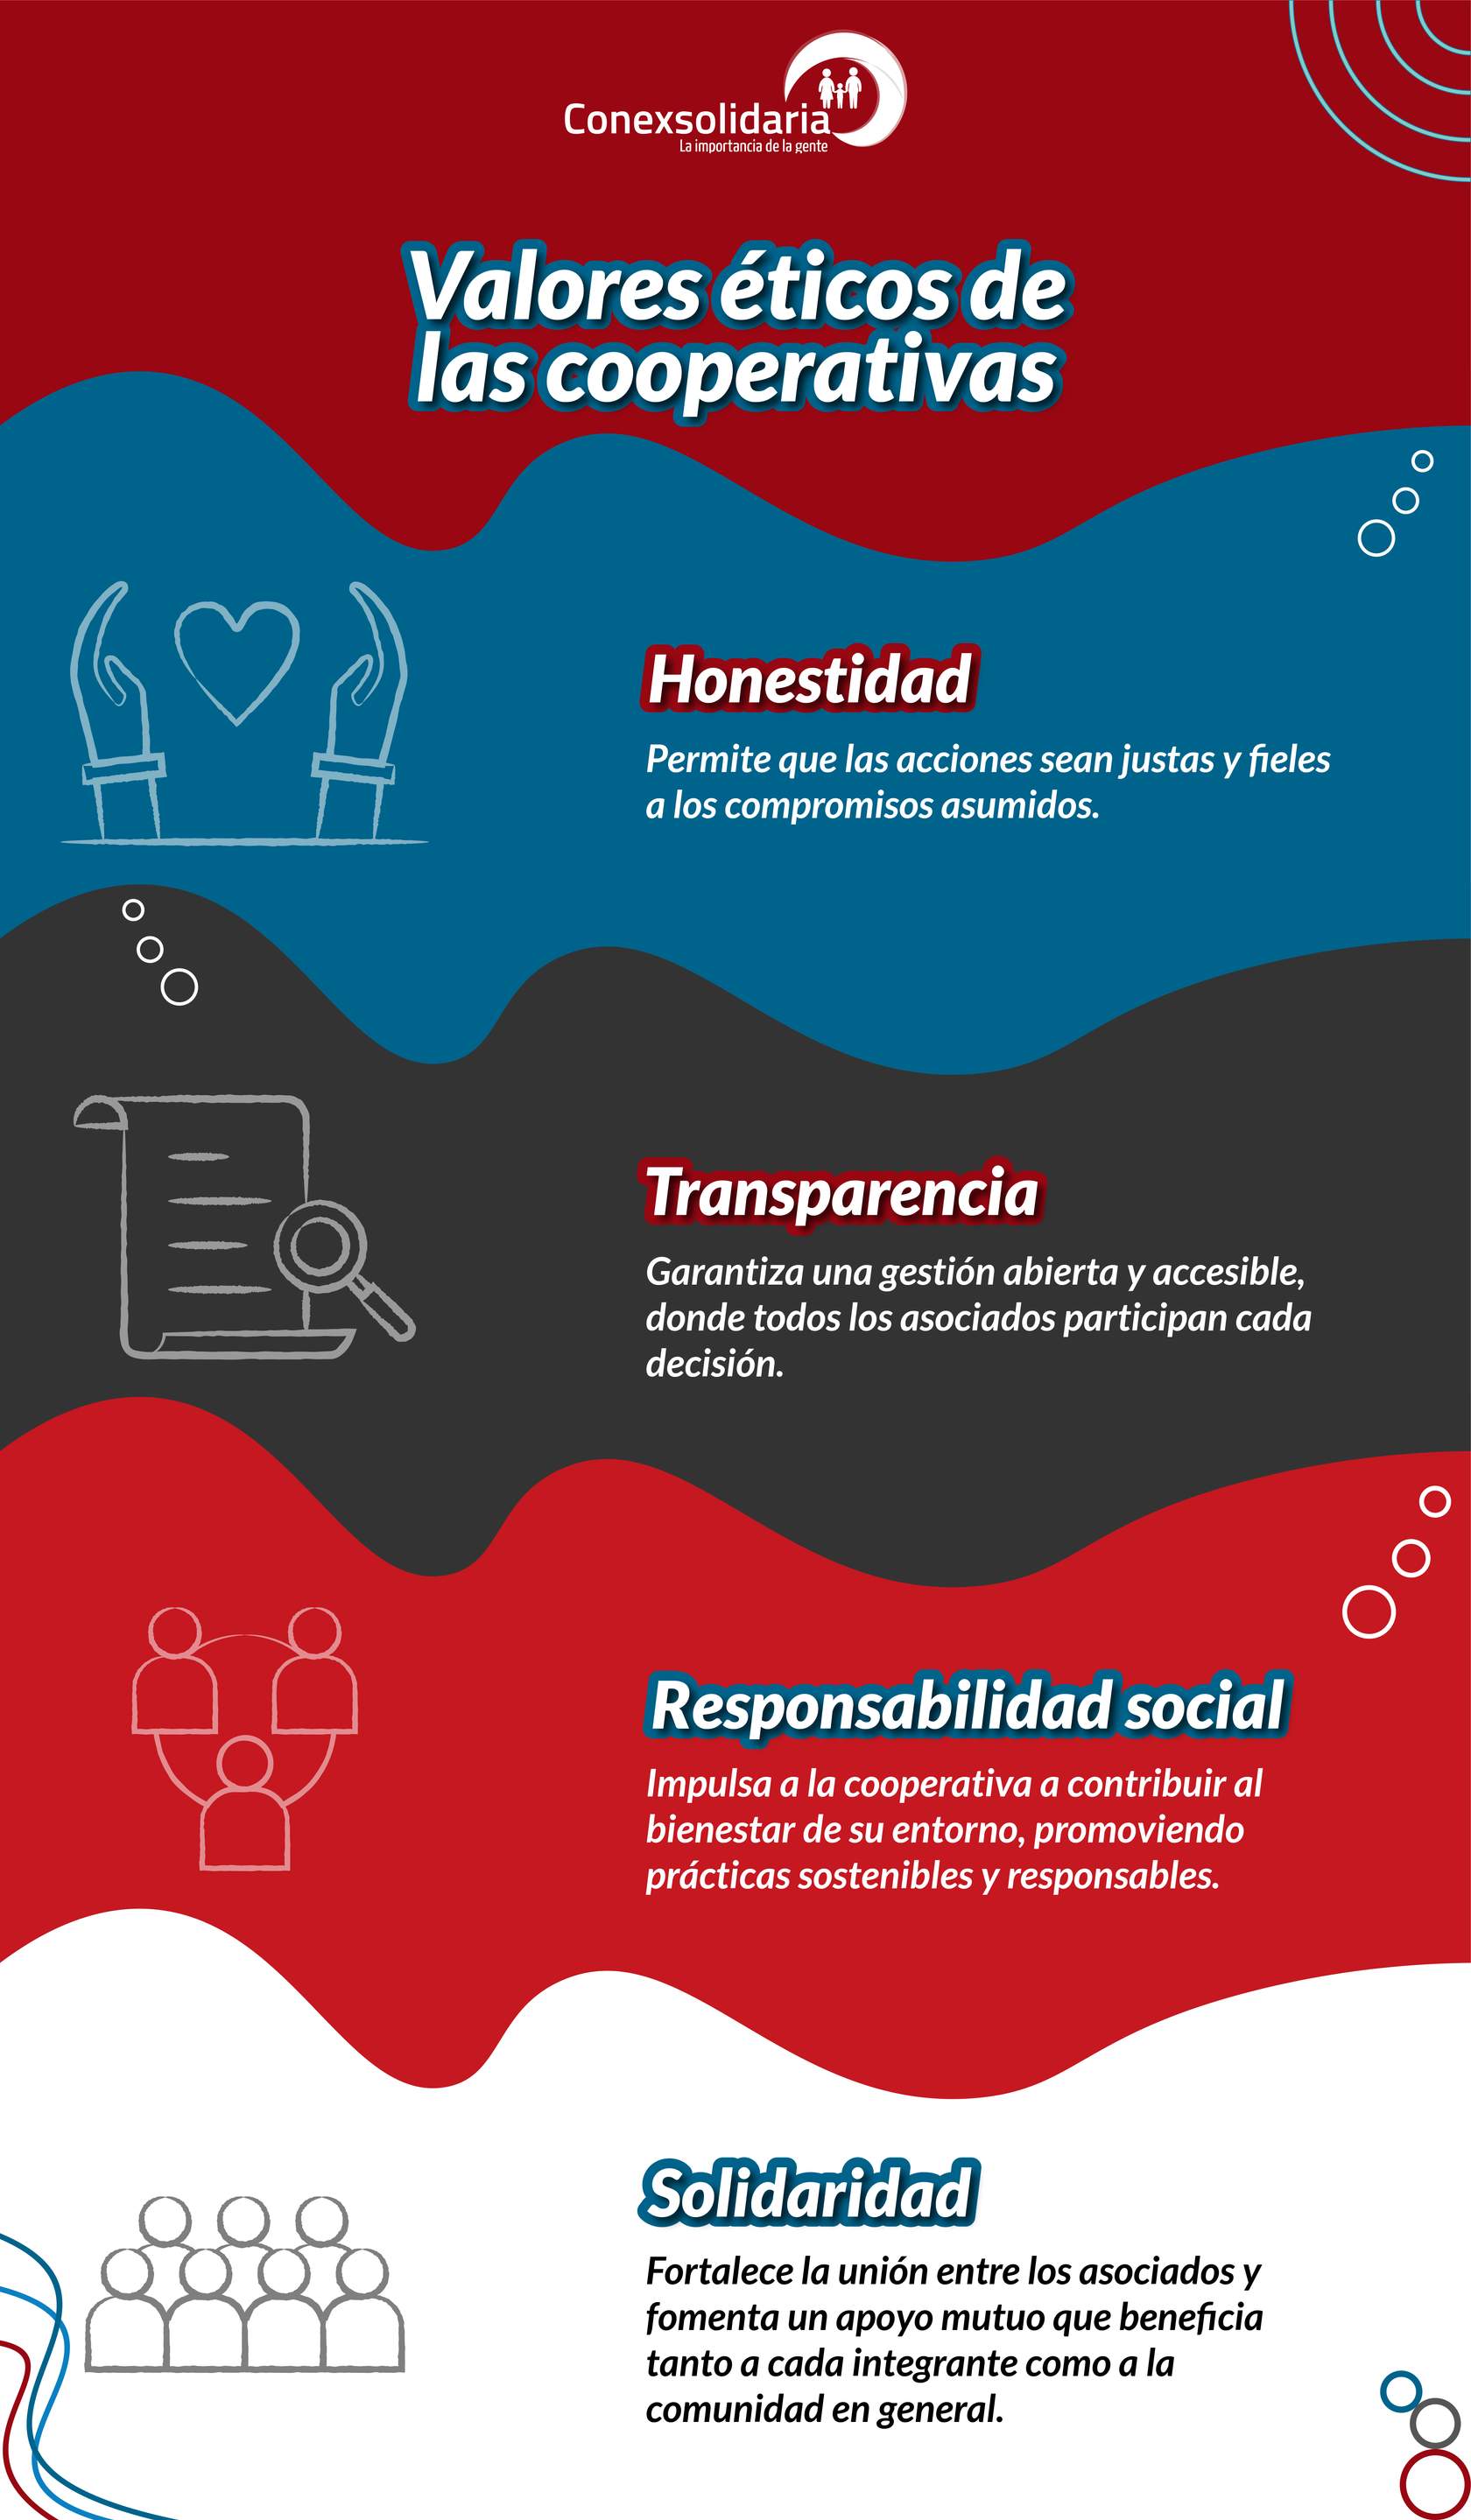 Conexsolidaria
La importancia de la gente
Valores éticos de
las cooperativas
Honestidad
Permite que las acciones sean justas y fieles
a los compromisos asumidos.
Transparencia
Garantiza una gestión abierta y accesible,
donde todos los asociados participan cada
decisión.
Responsabilidad social
Impulsa a la cooperativa a contribuir al
bienestar de su entorno, promoviendo
prácticas sostenibles y responsables.
Solidaridad
Fortalece la unión entre los asociados y
fomenta un apoyo mutuo que beneficia
tanto a cada integrante como a la
comunidad en general.